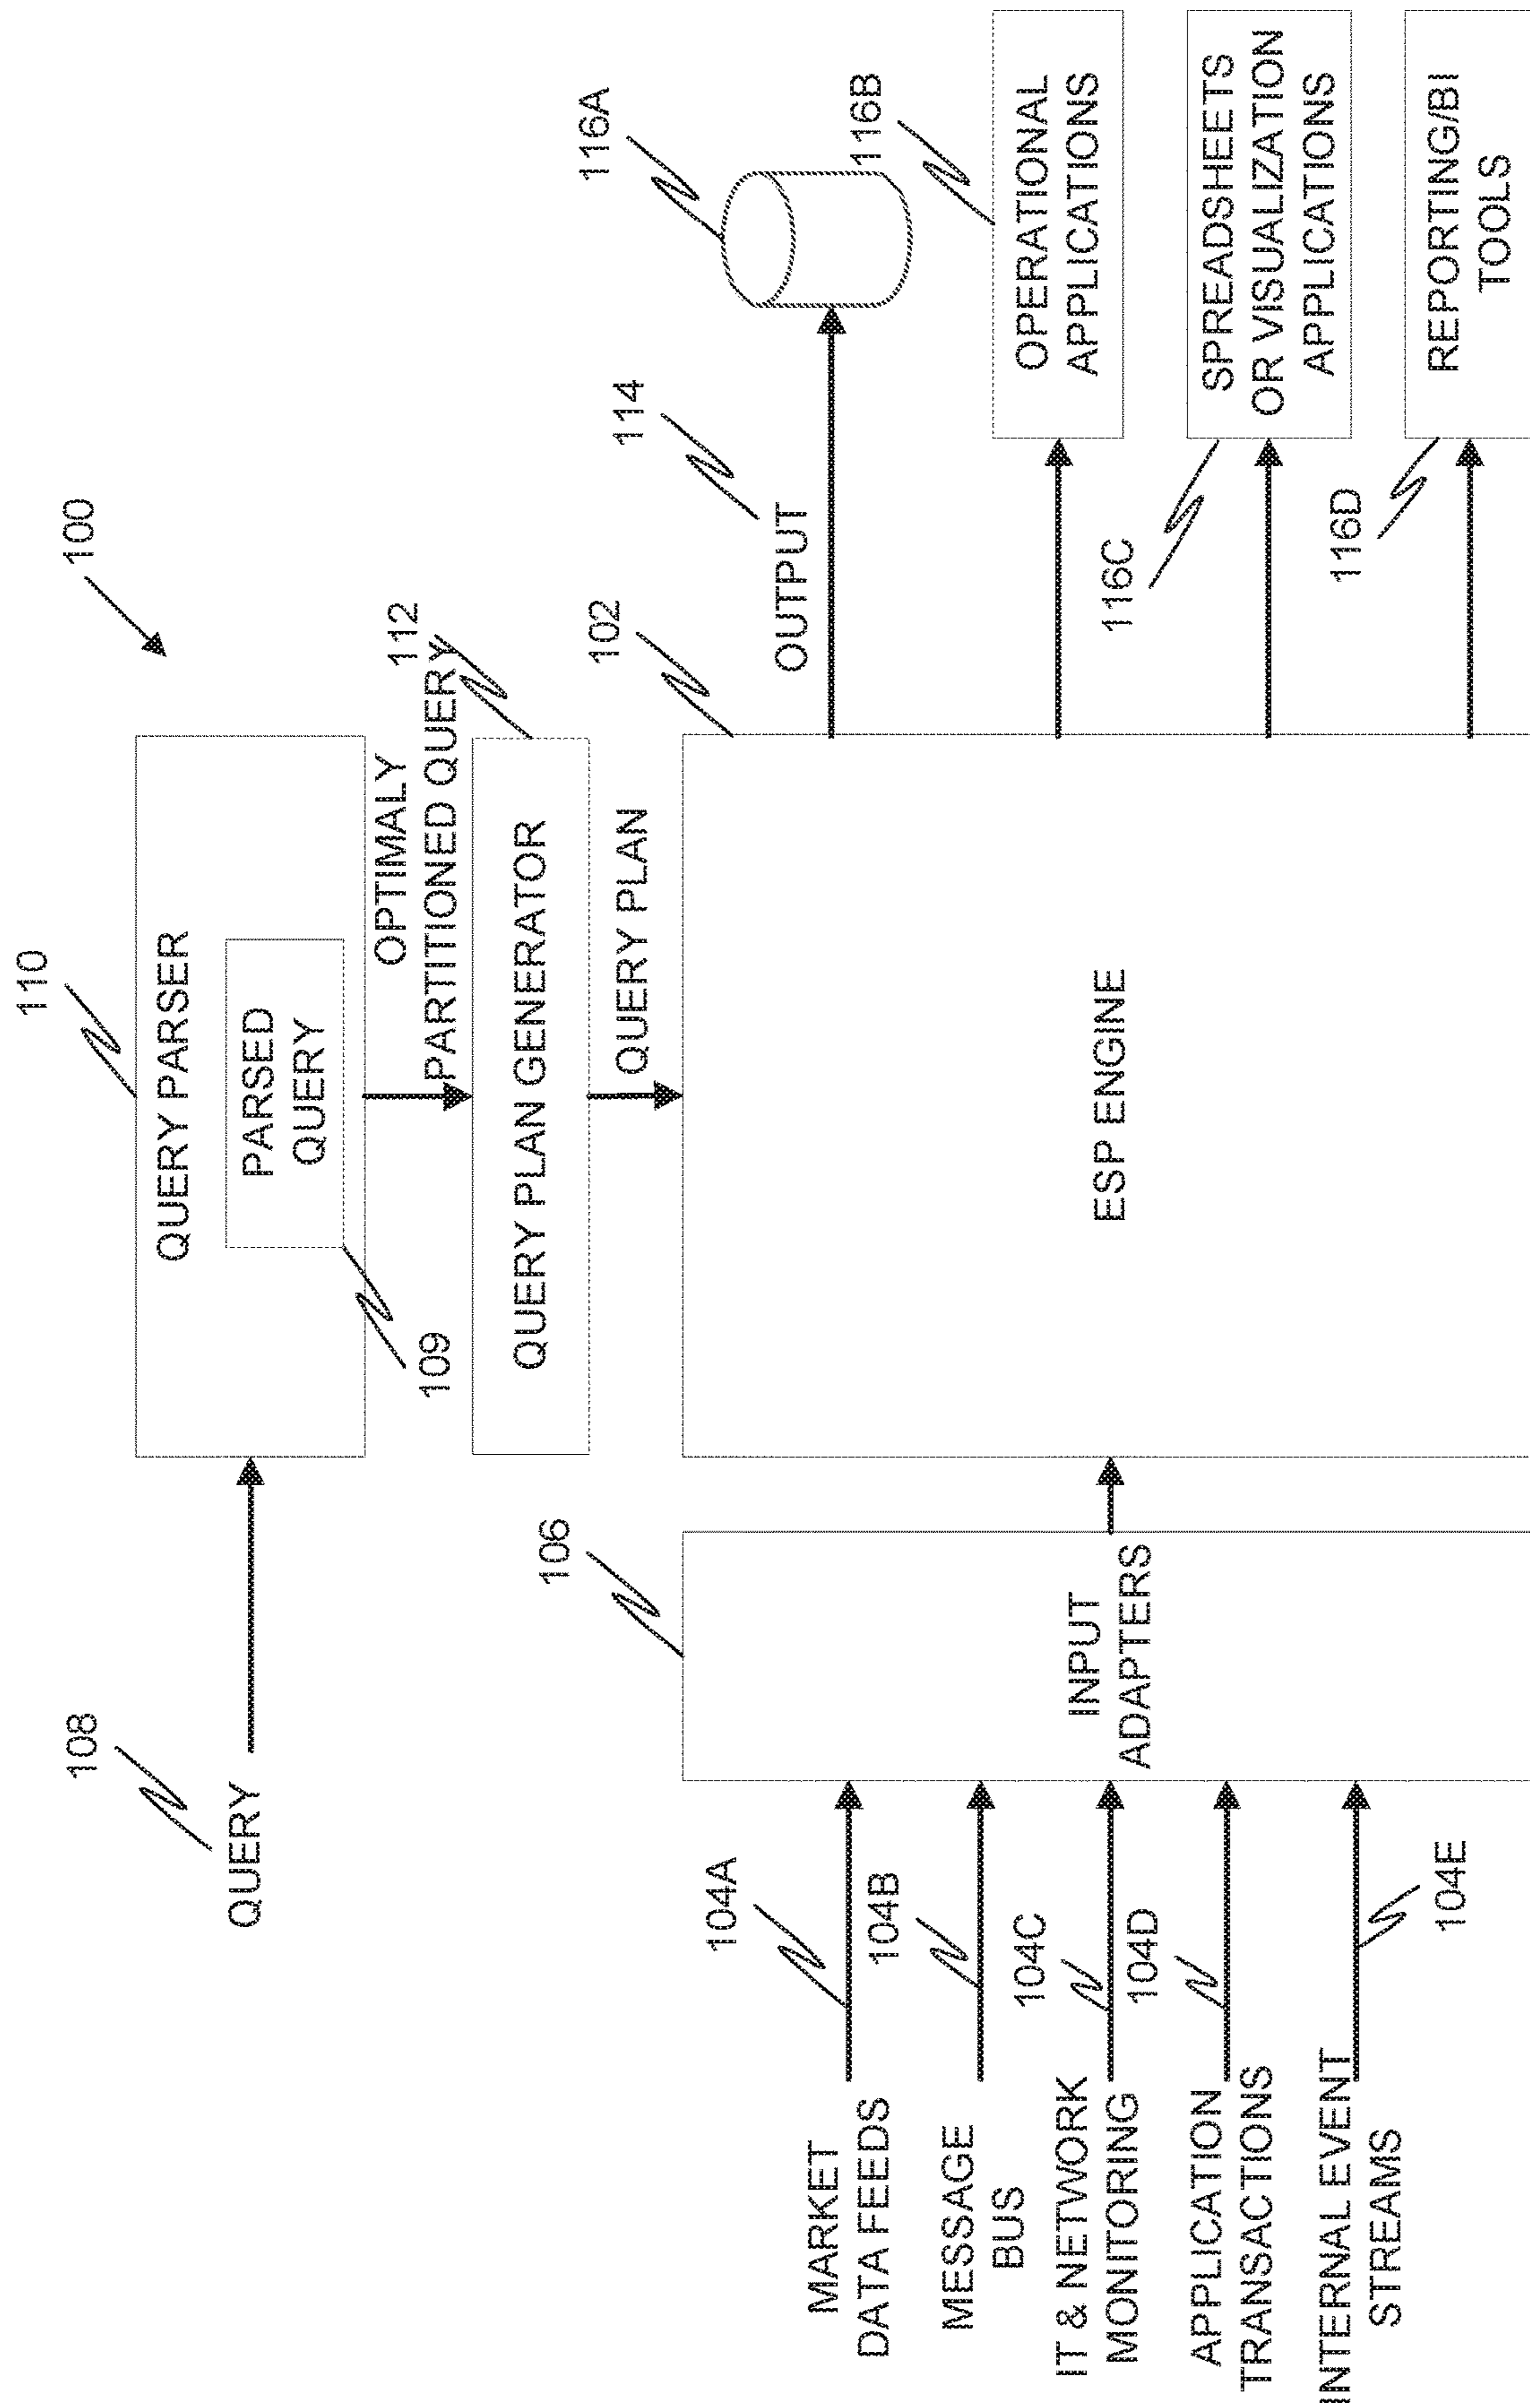 100
110
QUERY PARSER
108
QUERY
PARSED
QUERY
109
OPTIMALY
PARTITIONED QUERY
112
QUERY PLAN GENERATOR
QUERY PLAN
102
106
INPUT
ADAPTERS
ESP ENGINE
104A
MARKET
DATA FEEDS
104B
MESSAGE
BUS
104C
IT & NETWORK
MONITORING
104D
APPLICATION
TRANSACTIONS
104E
INTERNAL EVENT
STREAMS
114
OUTPUT
116A
116B
OPERATIONAL
APPLICATIONS
116C
SPREADSHEETS
OR VISUALIZATION
APPLICATIONS
116D
REPORTING/BI
TOOLS